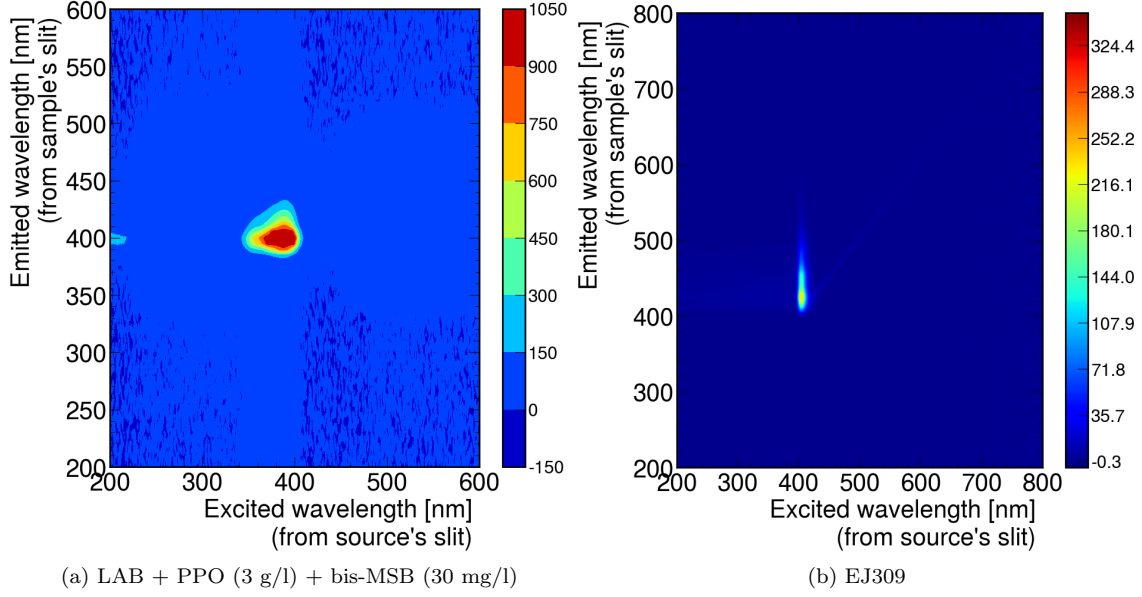 600
550
500
450
400
350
300
250
200
200 300 400 500 600
Emitted wavelength [nm]
(from sample's slit)
Excited wavelength [nm]
(from source's slit)
1050
900
750
600
450
300
150
0
-150
(a) LAB + PPO (3 g/l) + bis-MSB (30 mg/l)
800
700
600
500
400
300
200
200 300 400 500 600 700 800
Emitted wavelength [nm]
(from sample's slit)
Excited wavelength [nm]
(from source's slit)
324.4
288.3
252.2
216.1
180.1
144.0
107.9
71.8
35.7
-0.3
(b) EJ309